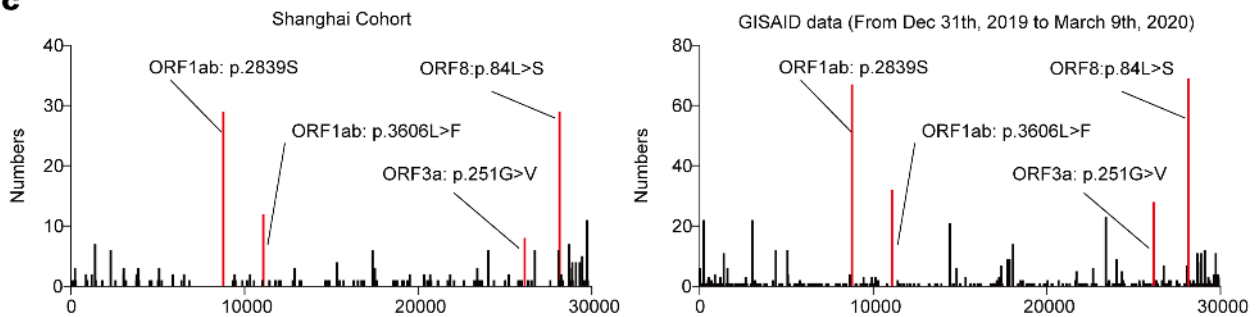 c
Shanghai Cohort
40
30
20
10
0
Numbers
ORF1ab: p.2839S
ORF8:p.84L>S
ORF1ab: p.3606L>F
ORF3a: p.251G>V
0
10000
20000
30000
GISAID data (From Dec 31th, 2019 to March 9th, 2020)
80
60
40
20
0
Numbers
ORF1ab: p.2839S
ORF8:p.84L>S
ORF1ab: p.3606L>F
ORF3a: p.251G>V
0
10000
20000
30000